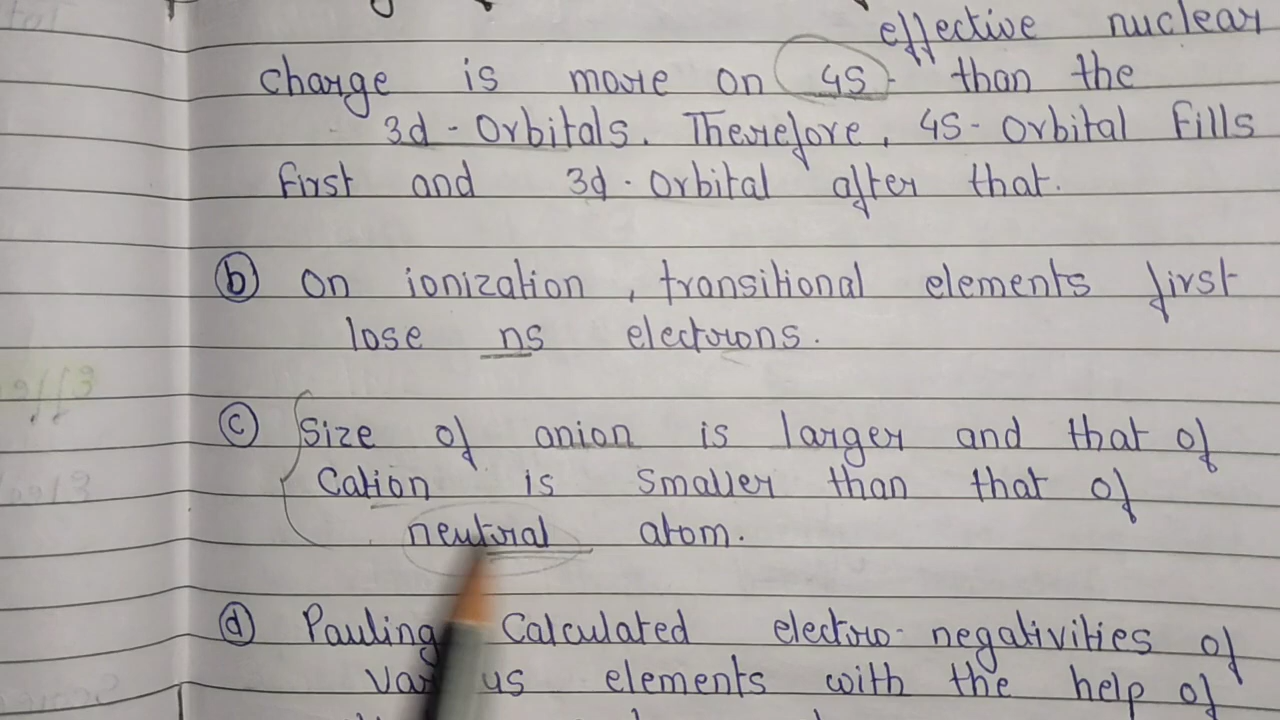 effective nuclear
charge is more on 4s than the
3d-orbitals. Therefore, 4s-orbital fills
first and 3d-orbital after that.
(b) On ionization, transitional elements first
lose ns electrons.
(c) Size of anion is larger and that of
Cation is smaller than that of
neutral atom.
(d) Pauling Calculated electro-negativities of
elements with the help of